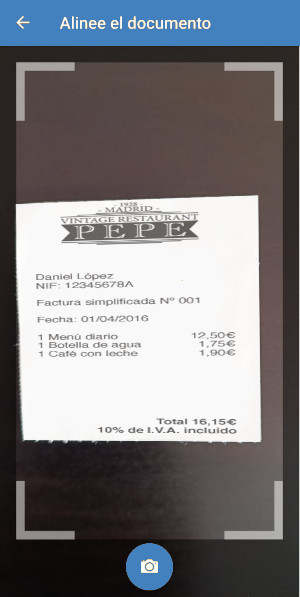 Alinee el documento
- 1928 -
- MADRID -
VINTAGE RESTAURANT
PEPE
Daniel López
NIF: 12345678A
Factura simplificada Nº 001
Fecha: 01/04/2016
1 Menú diario 12,50€
1 Botella de agua 1,75€
1 Café con leche 1,90€
Total 16,15€
10% de I.V.A. incluido